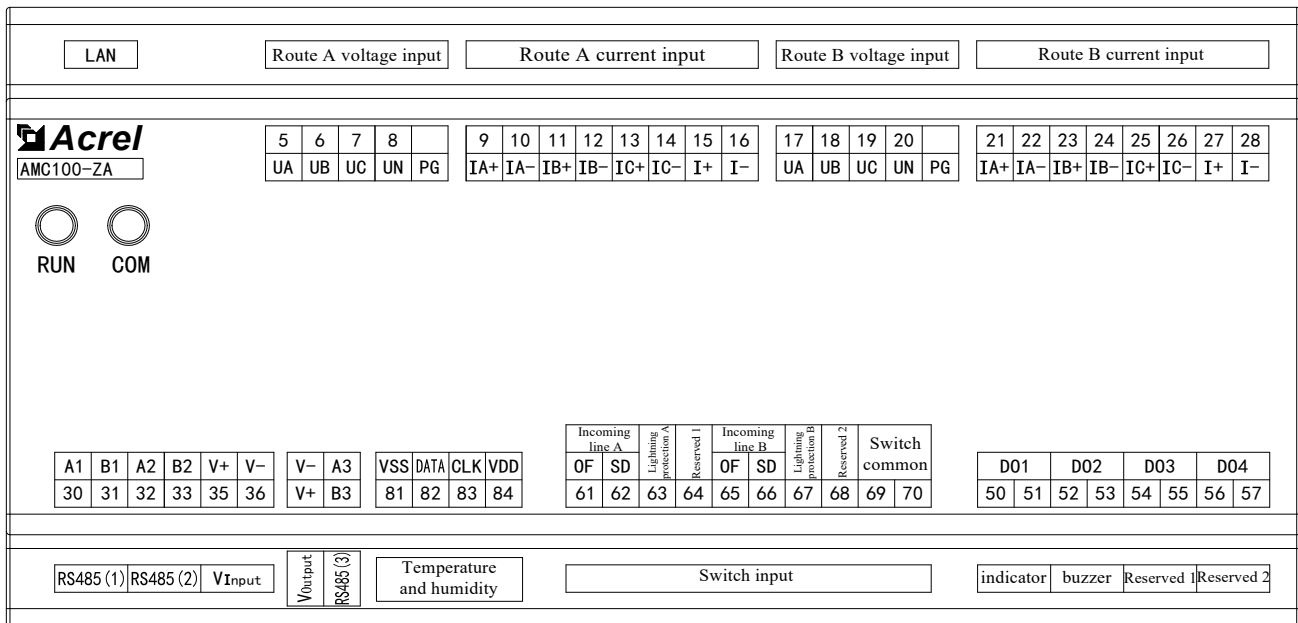 LAN Route A voltage input Route A current input Route B voltage input Route B current input
Acrel
AMC100-ZA
5 6 7 8 9 10 11 12 13 14 15 16 17 18 19 20 21 22 23 24 25 26 27 28
UA UB UC UN PG IA+ IA- IB+ IB- IC+ IC- I+ I- UA UB UC UN PG IA+ IA- IB+ IB- IC+ IC- I+ I-
RUN COM
Incoming
line A
Lightning
protection A
Reserved 1
Incoming
line B
Lightning
protection B
Reserved 2
Switch
common
A1 B1 A2 B2 V+ V- V- A3 VSS DATA CLK VDD OF SD OF SD DO1 DO2 DO3 DO4
30 31 32 33 35 36 V+ B3 81 82 83 84 61 62 63 64 65 66 67 68 69 70 50 51 52 53 54 55 56 57
RS485(1) RS485(2) VInput
Voutput
RS485(3)
Temperature
and humidity
Switch input
indicator buzzer Reserved 1 Reserved 2